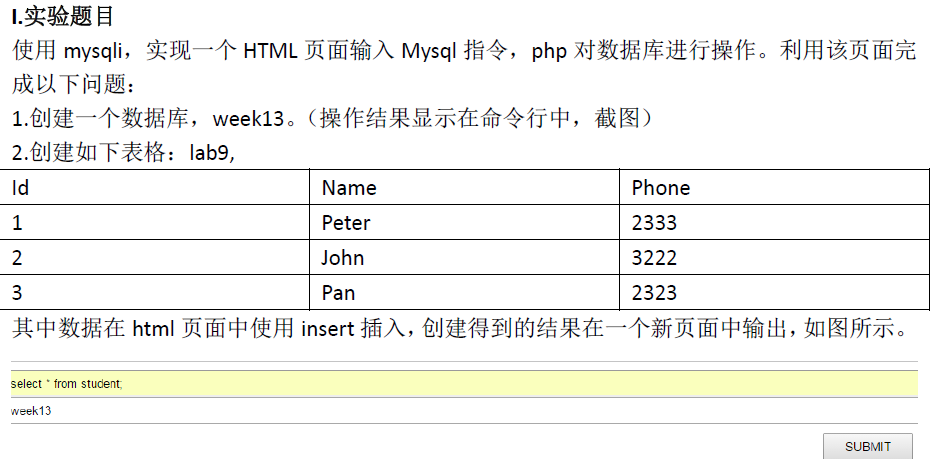 I.实验题目
使用 mysqli，实现一个 HTML 页面输入 Mysql 指令，php 对数据库进行操作。利用该页面完
成以下问题：
1.创建一个数据库，week13。（操作结果显示在命令行中，截图）
2.创建如下表格：lab9,
Id Name Phone
1 Peter 2333
2 John 3222
3 Pan 2323
其中数据在 html 页面中使用 insert 插入，创建得到的结果在一个新页面中输出，如图所示。
select * from student;
week13
SUBMIT